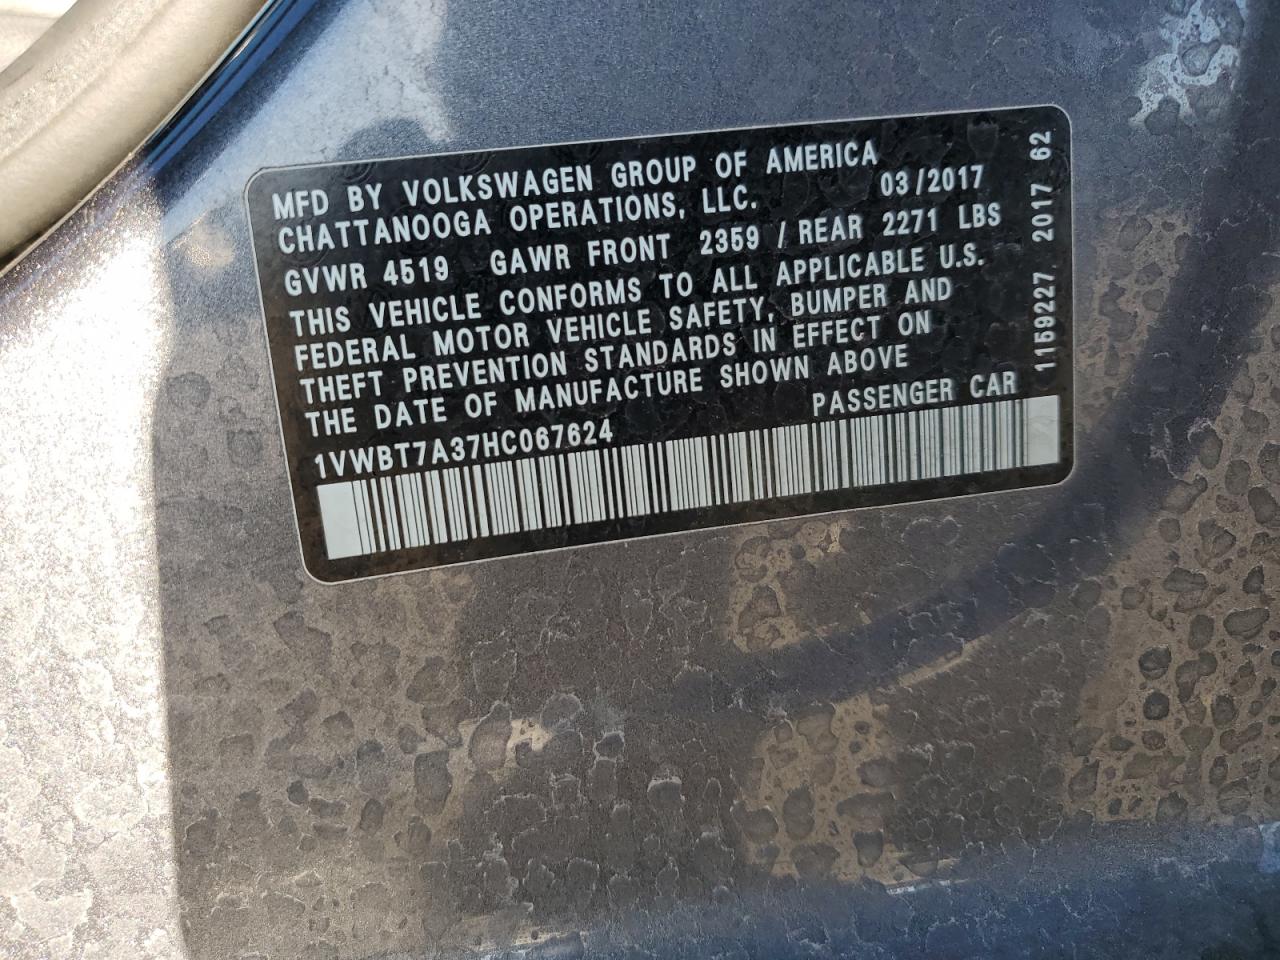 MFD BY VOLKSWAGEN GROUP OF AMERICA
CHATTANOOGA OPERATIONS, LLC. 03/2017
GVWR 4519 GAWR FRONT 2359 / REAR 2271 LBS
THIS VEHICLE CONFORMS TO ALL APPLICABLE U.S.
FEDERAL MOTOR VEHICLE SAFETY, BUMPER AND
THEFT PREVENTION STANDARDS IN EFFECT ON
THE DATE OF MANUFACTURE SHOWN ABOVE
PASSENGER CAR
1VWBT7A37HC067624
1169227 2017 62